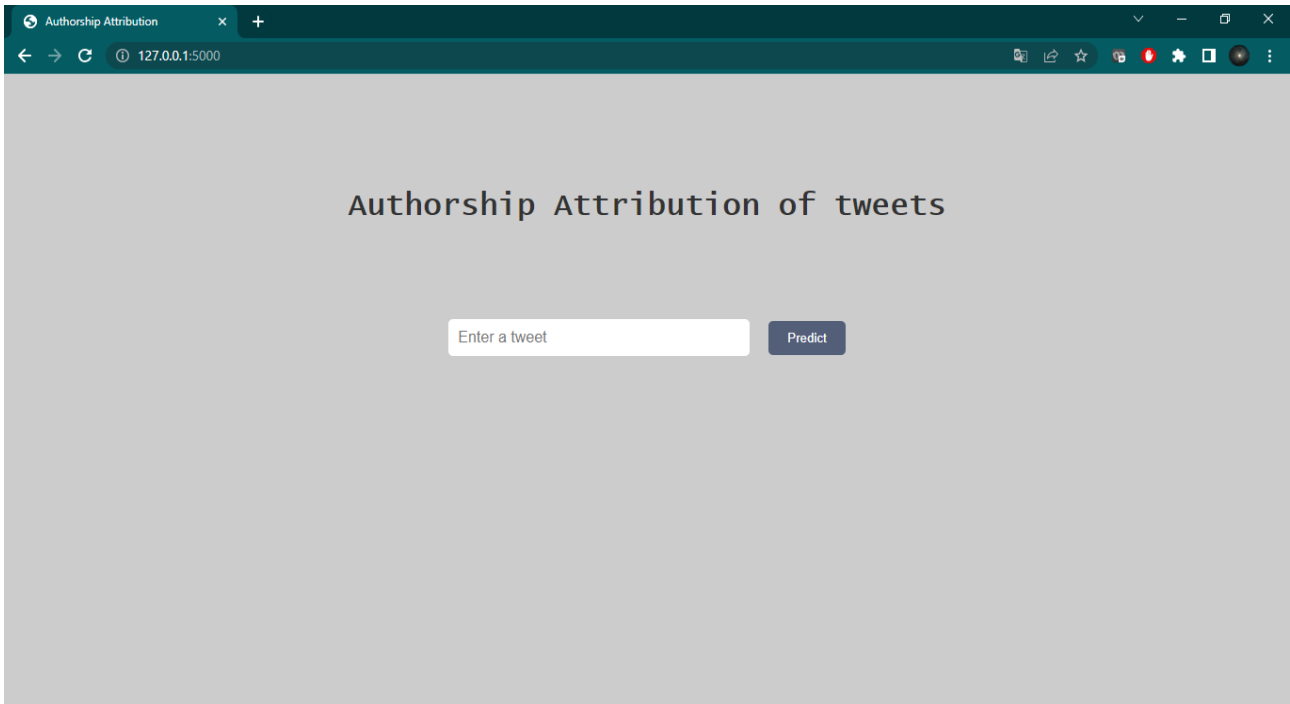 Authorship Attribution
127.0.0.1:5000
Authorship Attribution of tweets
Enter a tweet
Predict